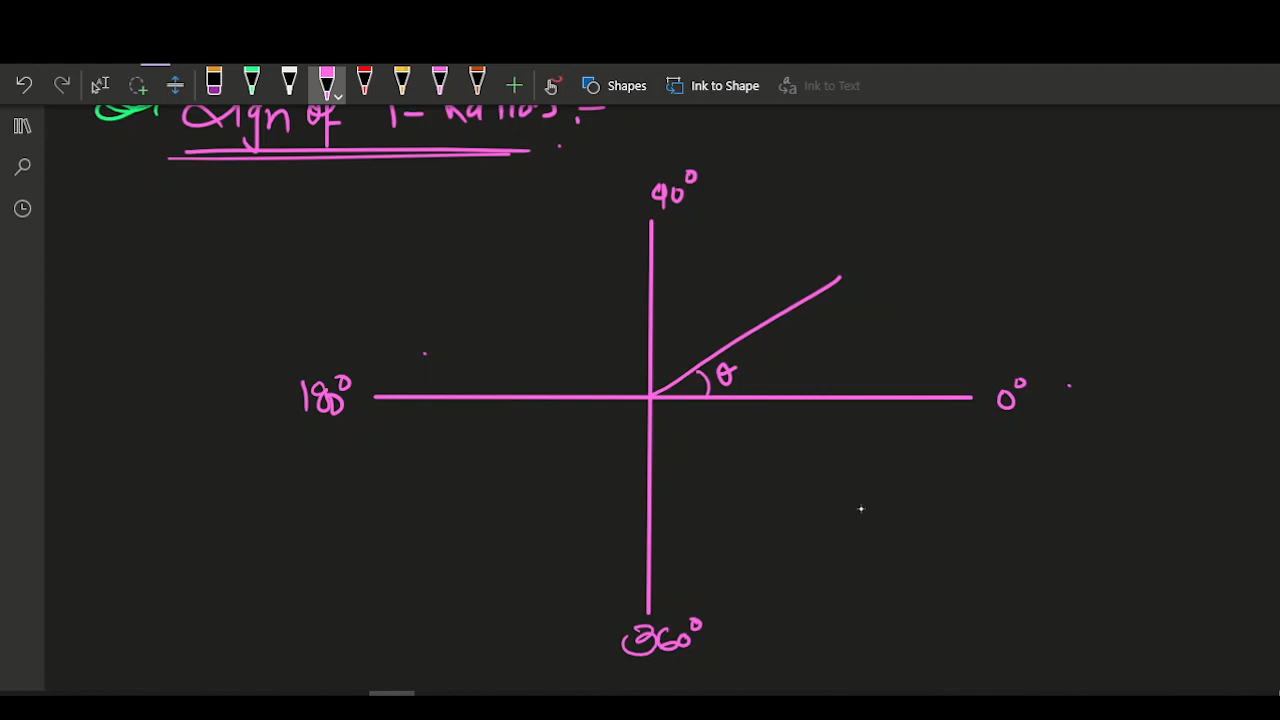 Shapes Ink to Shape Ink to Text
Sign of T- Ratios :-
90°
θ
180°
0°
360°